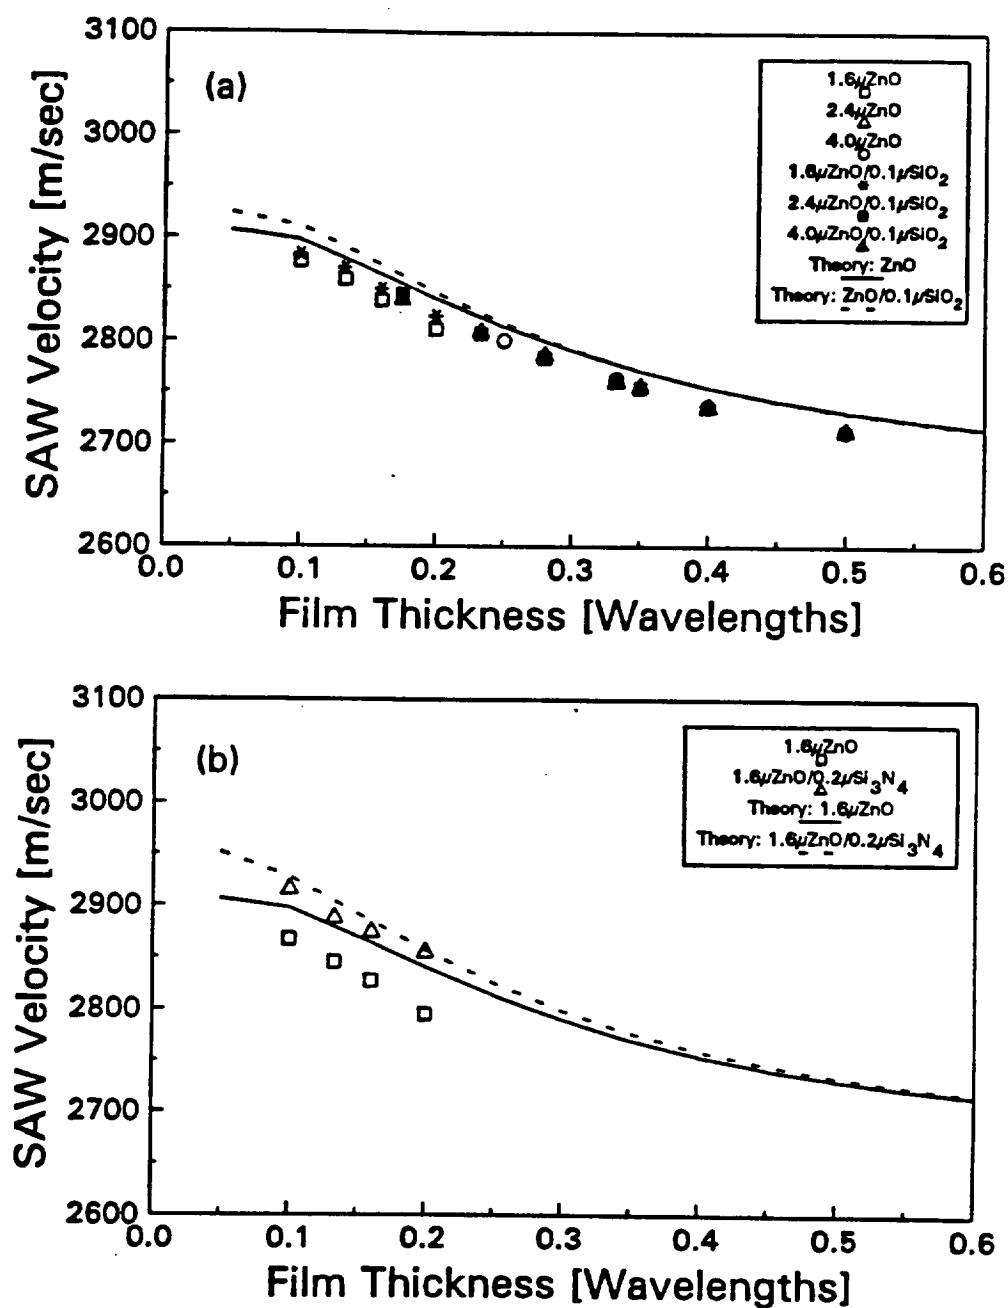 3100
3000
2900
2800
2700
2600
SAW Velocity [m/sec]
(a)
1.6μZnO
2.4μZnO
4.0μZnO
1.6μZnO/0.1μSiO2
2.4μZnO/0.1μSiO2
4.0μZnO/0.1μSiO2
Theory: ZnO
Theory: ZnO/0.1μSiO2
0.0 0.1 0.2 0.3 0.4 0.5 0.6
Film Thickness [Wavelengths]
3100
3000
2900
2800
2700
2600
SAW Velocity [m/sec]
(b)
1.6μZnO
1.6μZnO/0.2μSi3N4
Theory: 1.6μZnO
Theory: 1.6μZnO/0.2μSi3N4
0.0 0.1 0.2 0.3 0.4 0.5 0.6
Film Thickness [Wavelengths]